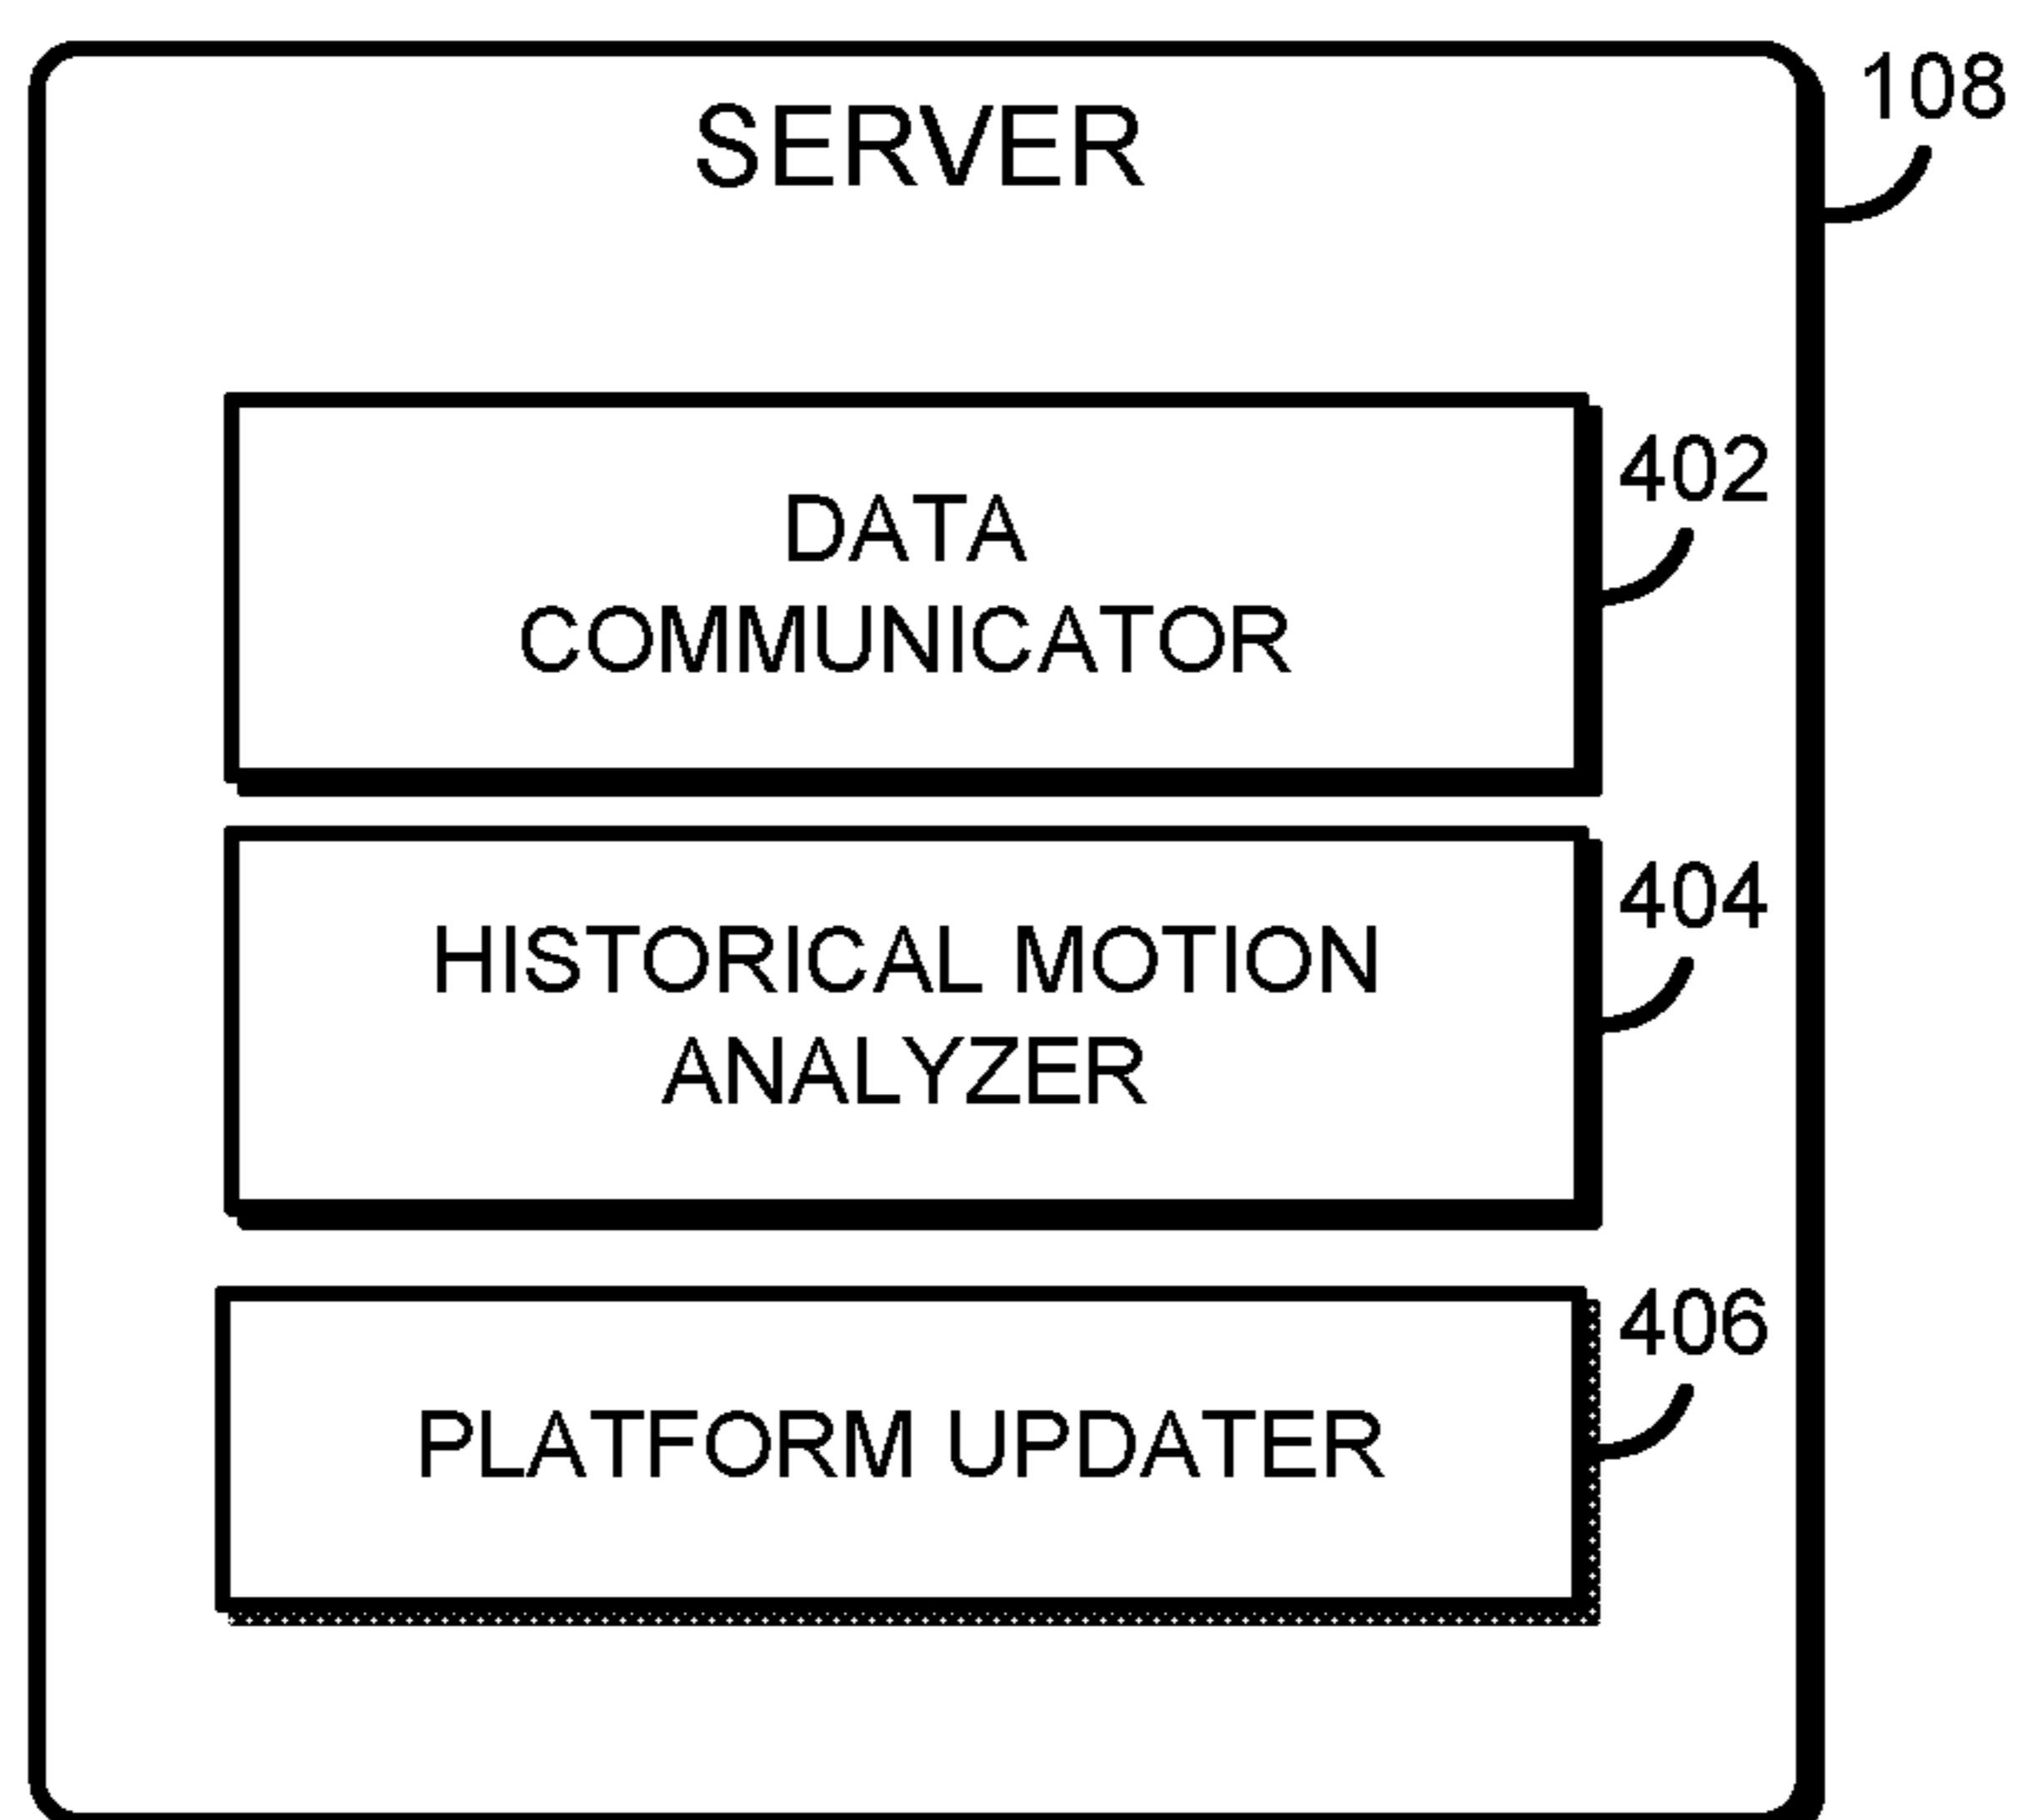 SERVER
108
DATA
COMMUNICATOR
402
HISTORICAL MOTION
ANALYZER
404
PLATFORM UPDATER
406